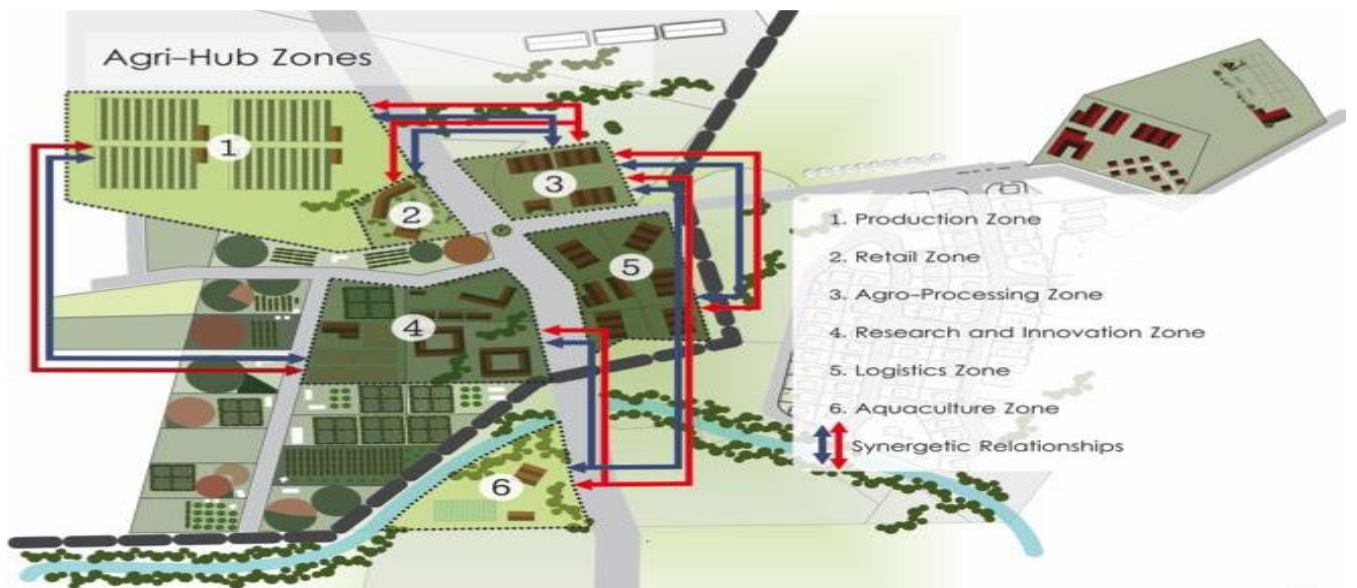 Agri-Hub Zones
1
2
3
5
4
6
1. Production Zone
2. Retail Zone
3. Agro-Processing Zone
4. Research and Innovation Zone
5. Logistics Zone
6. Aquaculture Zone
Synergetic Relationships